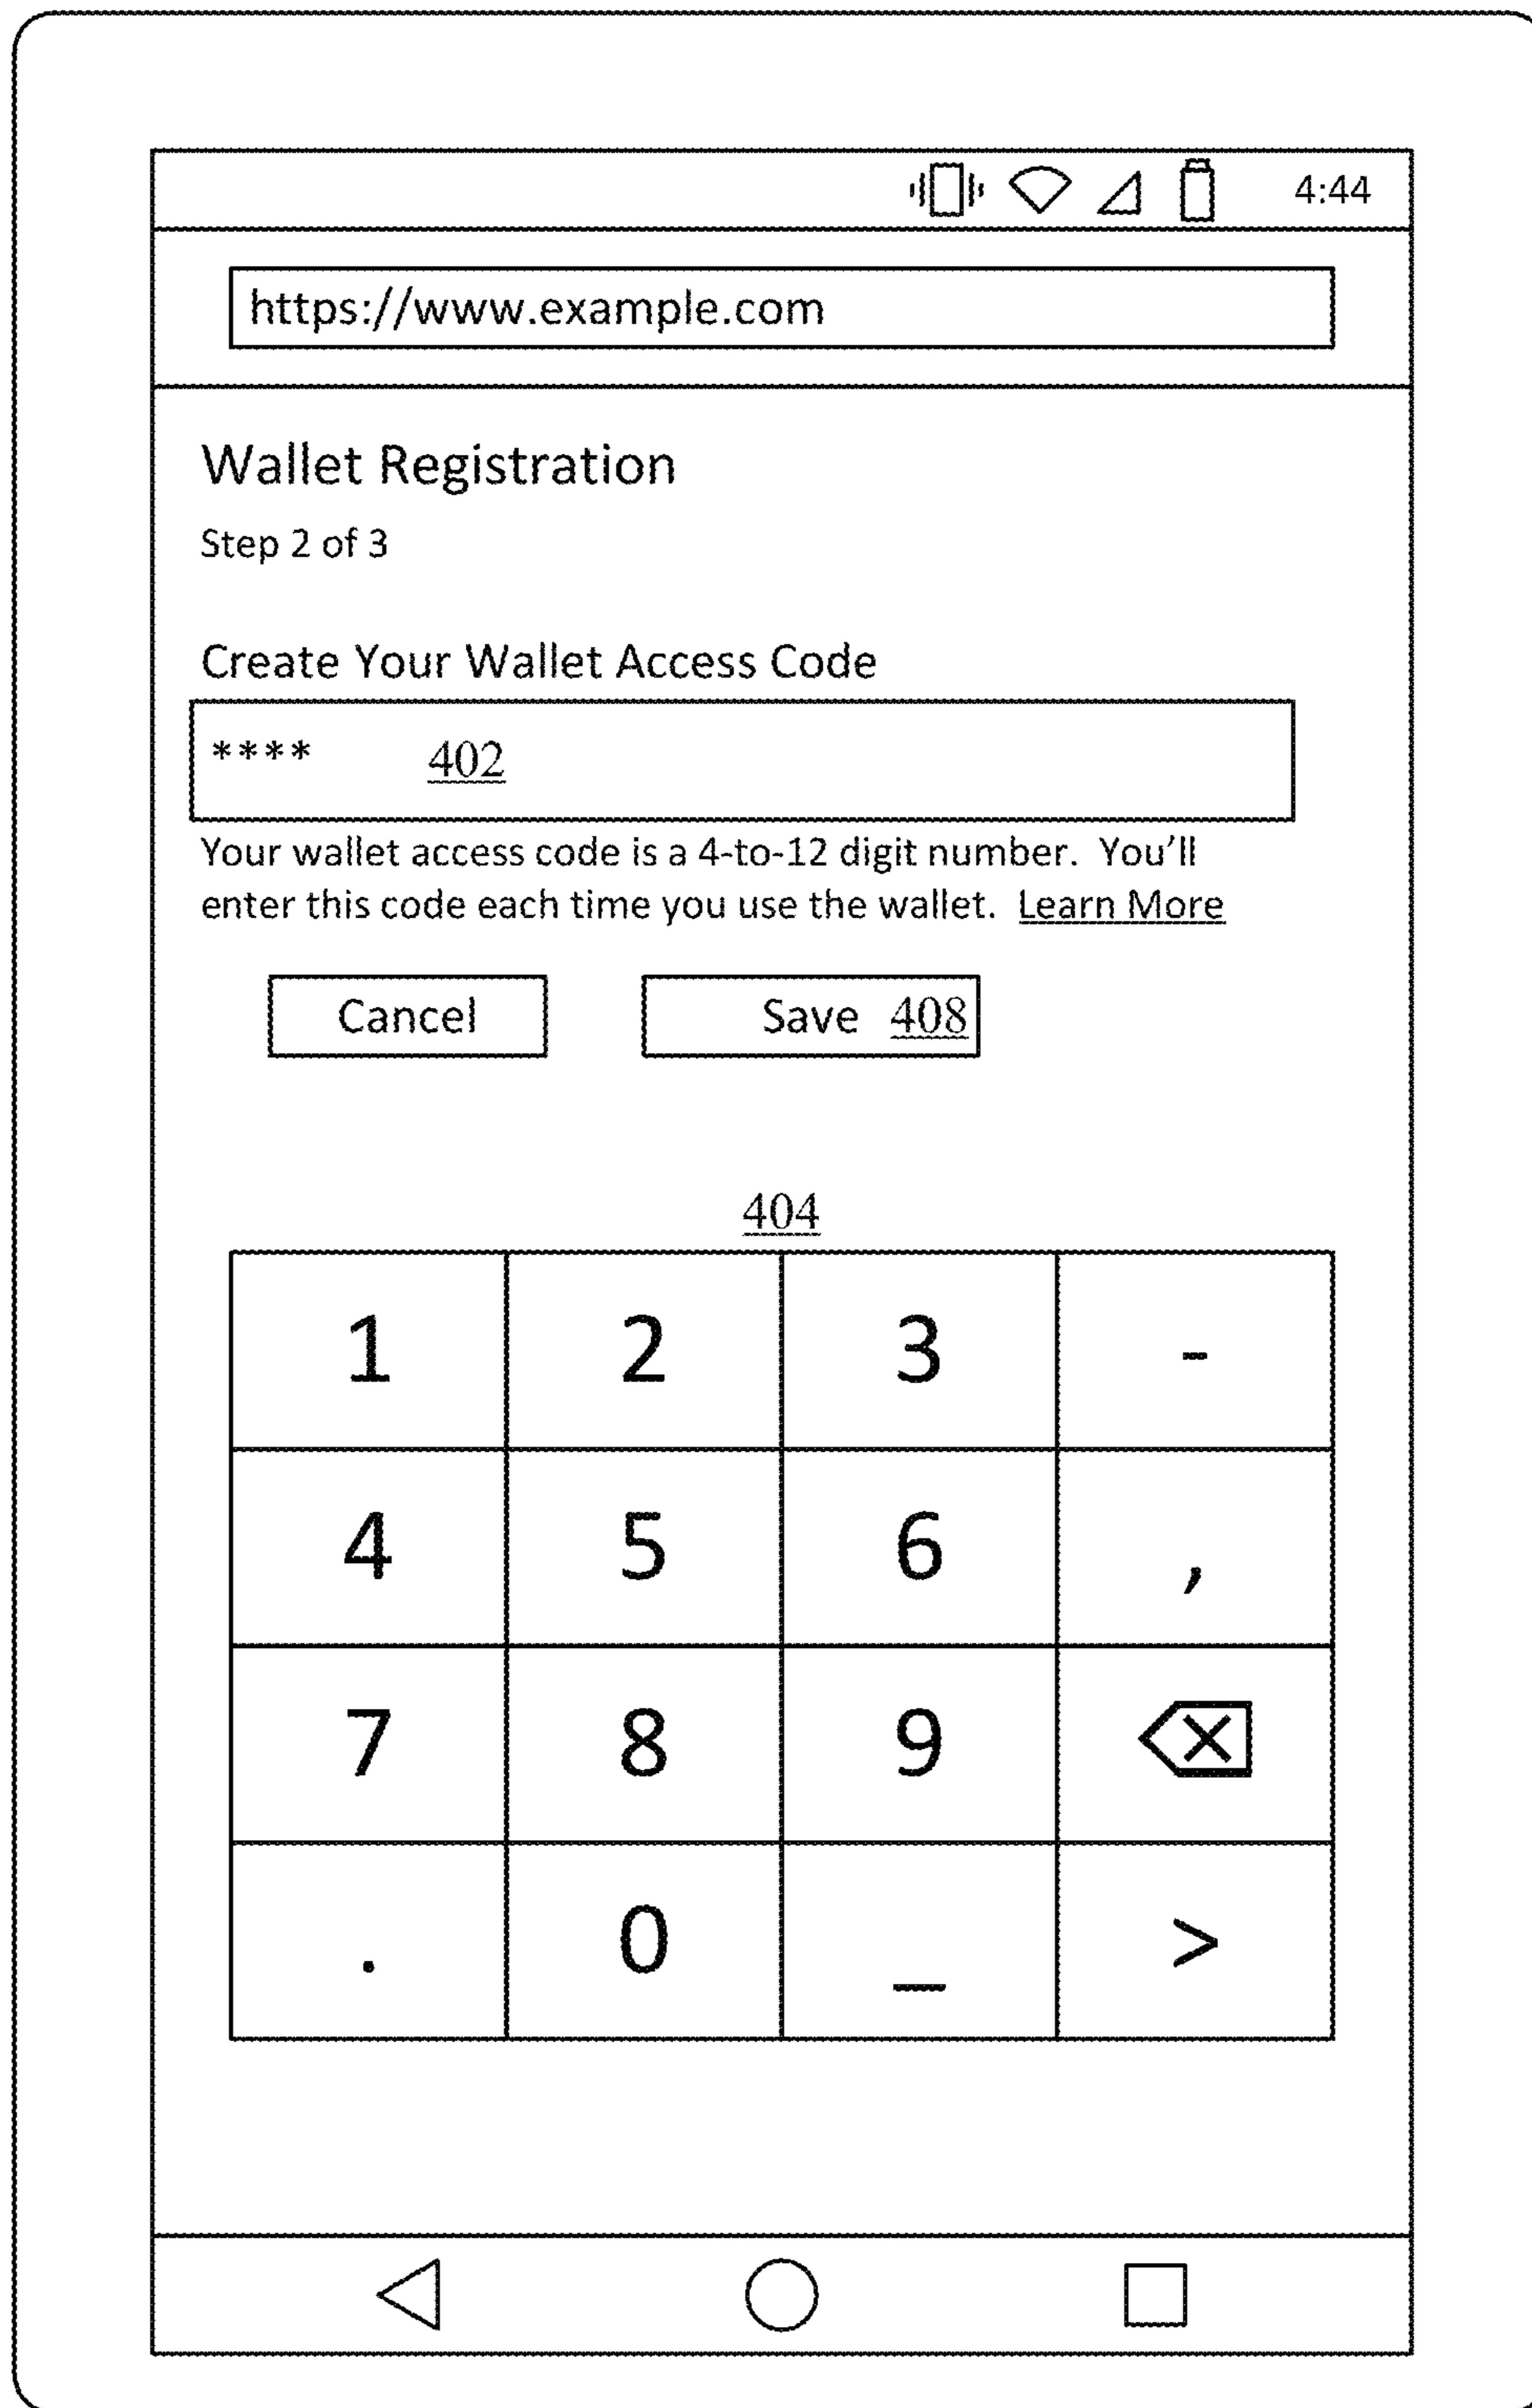 4:44
https://www.example.com
Wallet Registration
Step 2 of 3
Create Your Wallet Access Code
**** 402
Your wallet access code is a 4-to-12 digit number. You'll
enter this code each time you use the wallet. Learn More
Cancel Save 408
404
1 2 3 -
4 5 6 ,
7 8 9
. 0 _ >